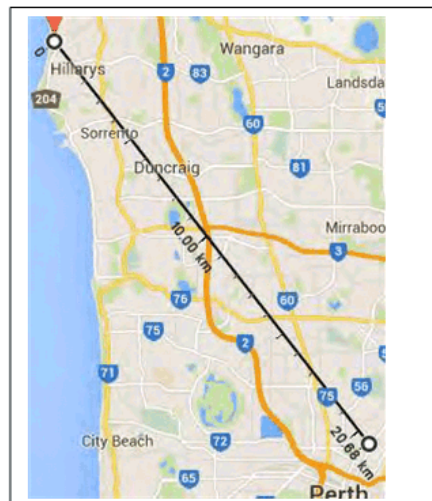 Wangara
2
83
0
Hillarys
Landsda
204
60
Sorrento
81
Duncraig
Mirraboo
10.00 km
3
76
60
75
2
71
75
56
20.68 km
City Beach
72
65
Perth